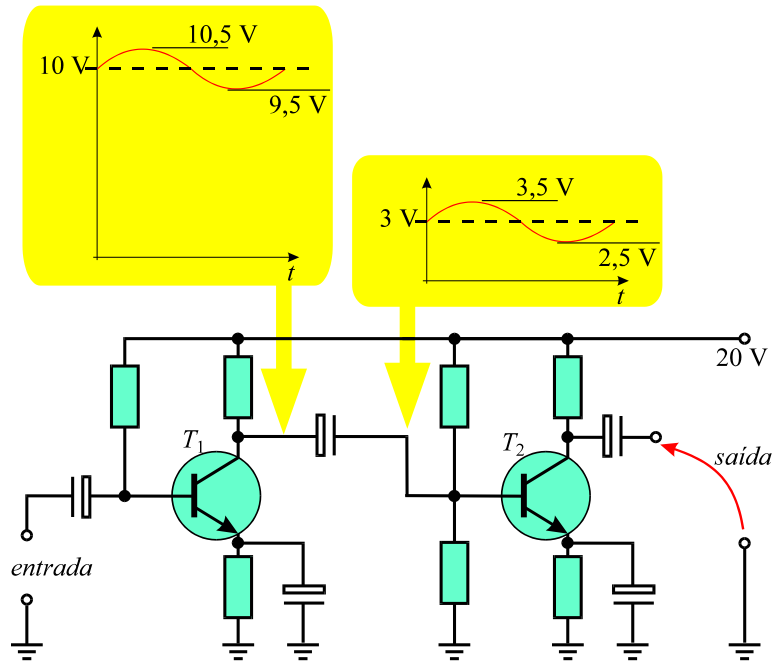 10,5 V
10 V
9,5 V
t
3,5 V
3 V
2,5 V
t
20 V
T1
T2
saída
entrada